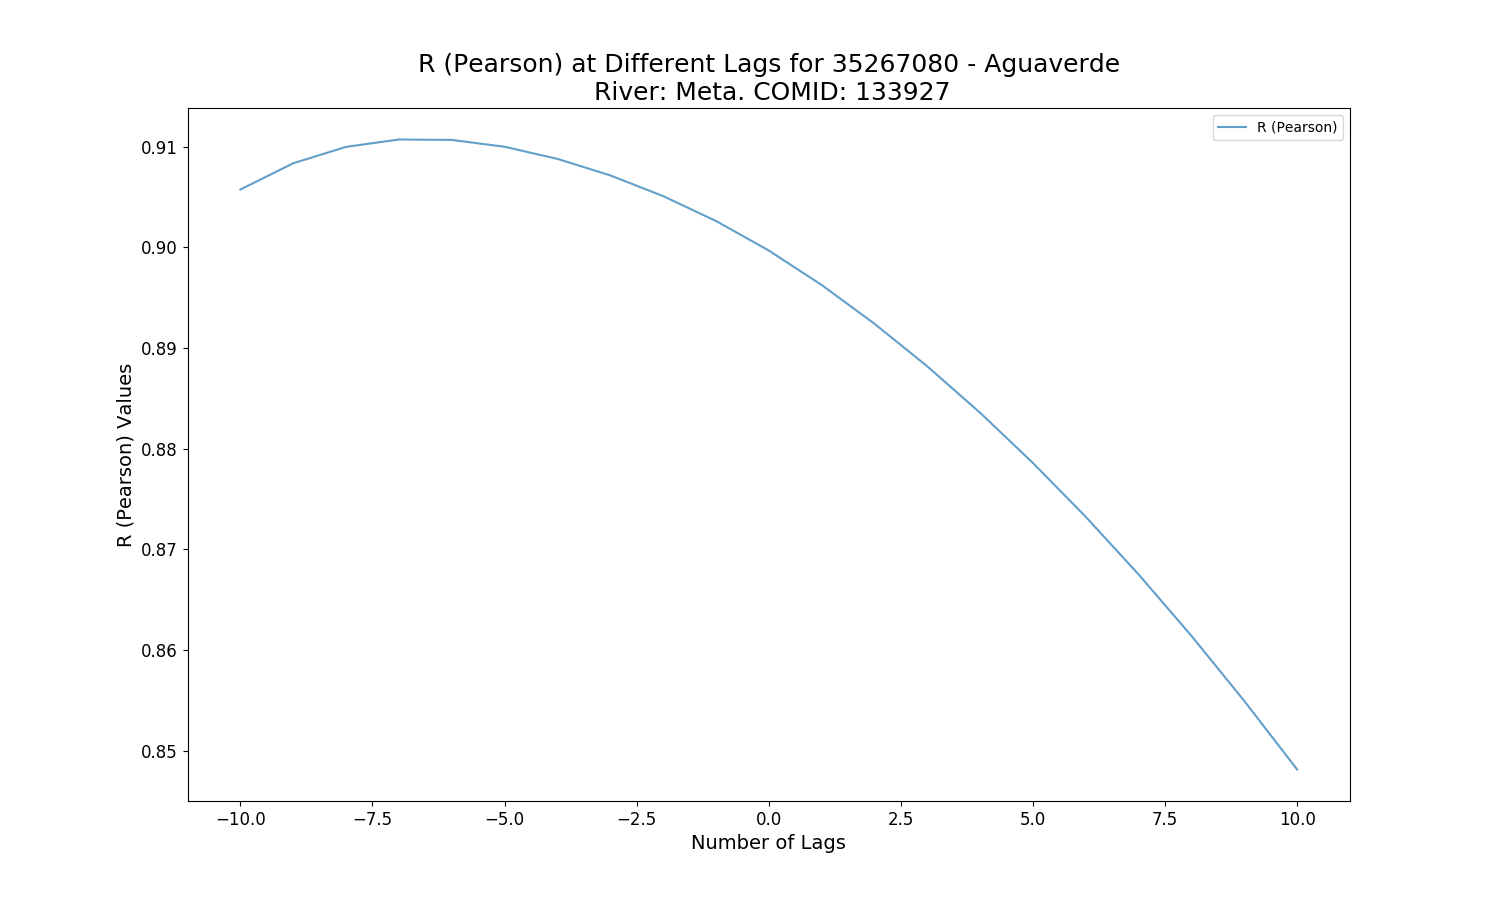 R (Pearson) at Different Lags for 35267080 - Aguaverde
River: Meta. COMID: 133927
R (Pearson)
R (Pearson) Values
0.91
0.90
0.89
0.88
0.87
0.86
0.85
−10.0 −7.5 −5.0 −2.5 0.0 2.5 5.0 7.5 10.0
Number of Lags